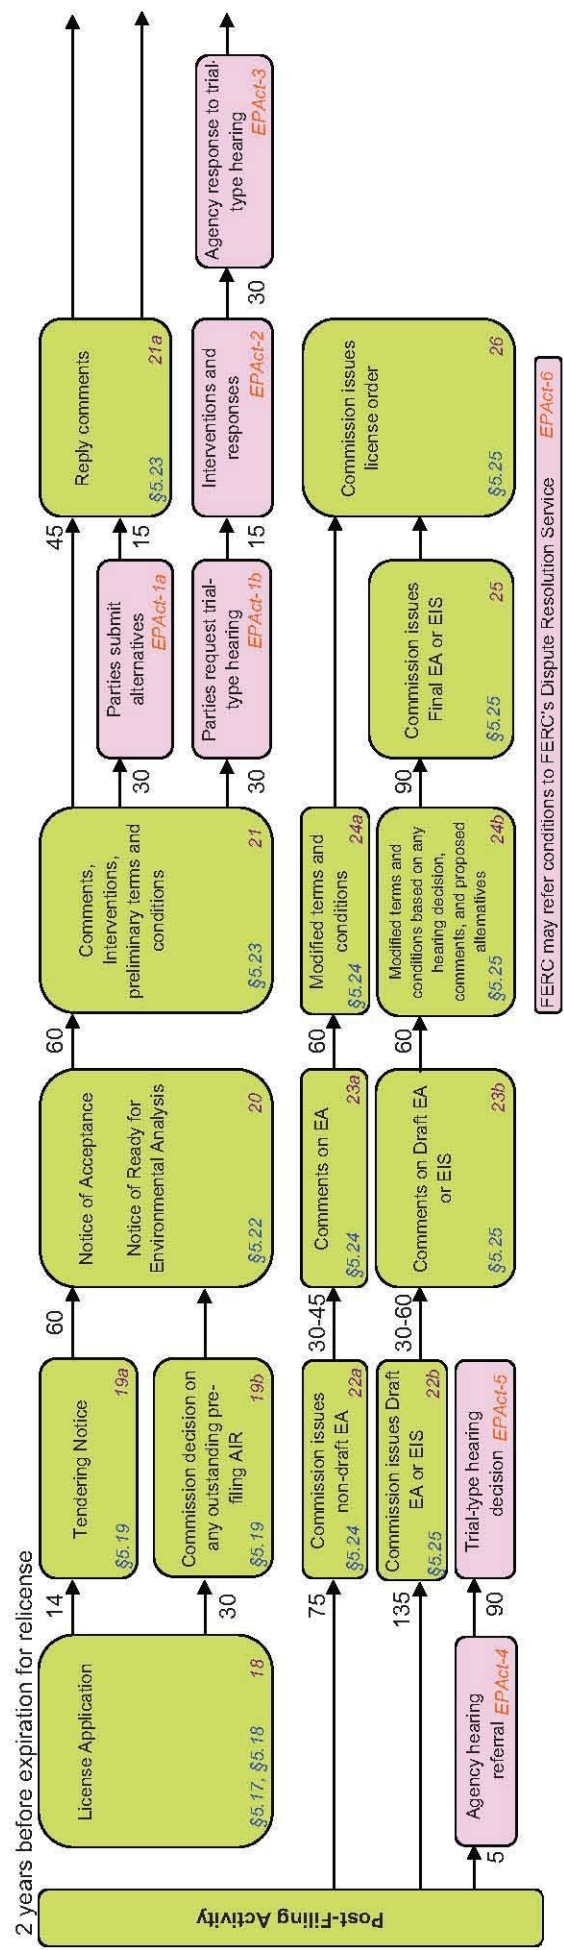 2 years before expiration for relicense
Post-Filing Activity
License Application
§5.17, §5.18
18
14
Tendering Notice
§5.19
19a
60
30
Commission decision on
any outstanding pre-
filing AIR
§5.19
19b
Notice of Acceptance
Notice of Ready for
Environmental Analysis
§5.22
20
60
Comments,
Interventions,
preliminary terms and
conditions
§5.23
21
45
30
Parties submit
alternatives
EPAct-1a
15
30
Parties request trial-
type hearing
EPAct-1b
15
Reply comments
§5.23
21a
Interventions and
responses
EPAct-2
30
Agency response to trial-
type hearing
EPAct-3
75
Commission issues
non-draft EA
§5.24
22a
30-45
Comments on EA
§5.24
23a
60
Modified terms and
conditions
§5.24
24a
135
Commission issues Draft
EA or EIS
§5.25
22b
30-60
Comments on Draft EA
or EIS
§5.25
23b
60
Modified terms and
conditions based on any
hearing decision,
comments, and proposed
alternatives
§5.25
24b
90
Commission issues
Final EA or EIS
§5.25
25
Commission issues
license order
§5.25
26
5
Agency hearing
referral EPAct-4
90
Trial-type hearing
decision EPAct-5
FERC may refer conditions to FERC's Dispute Resolution Service EPAct-6